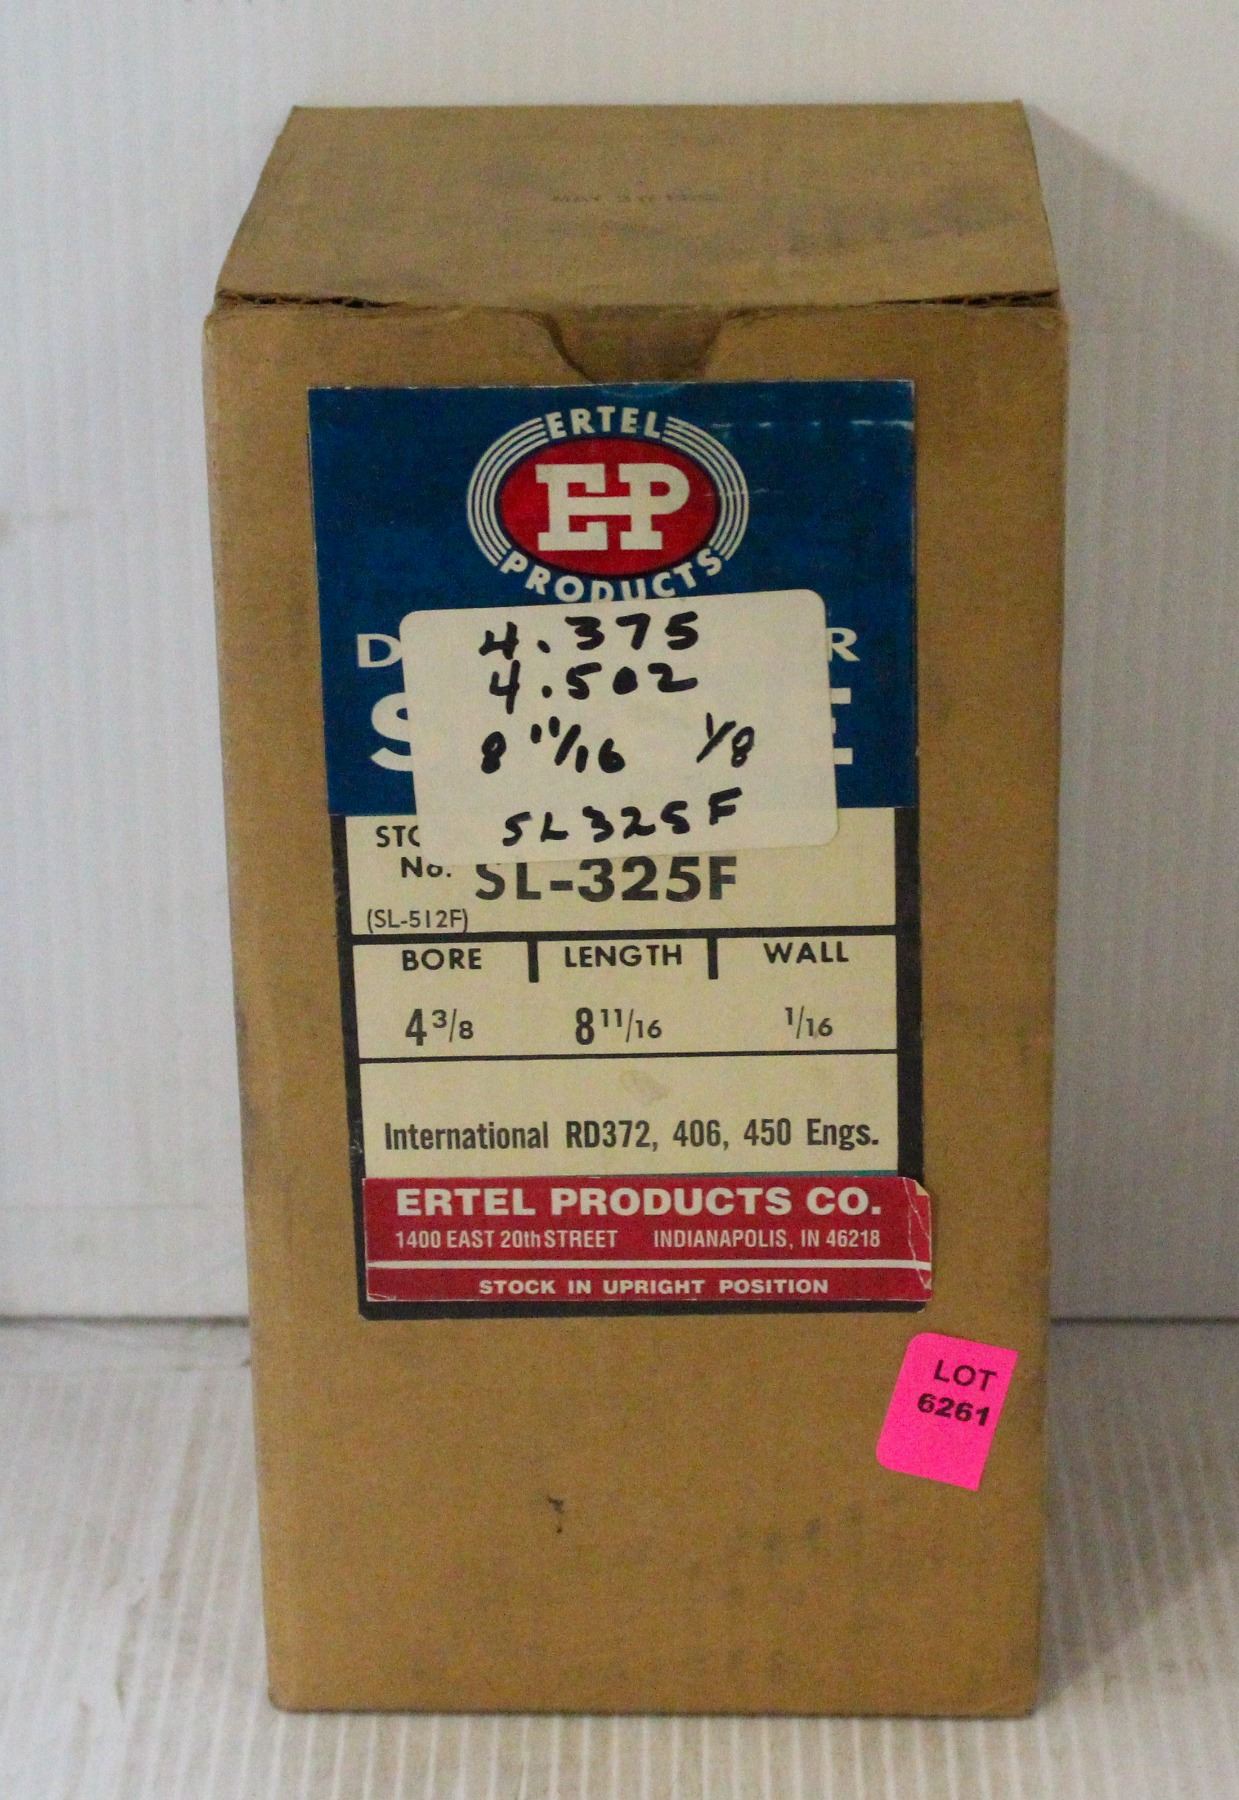 ERTEL
EP
PRODUCTS
4.375
4.502
8 11/16 1/8
SL325F
No. SL-325F
(SL-512F)
BORE LENGTH WALL
4 3/8 8 11/16 1/16
International RD372, 406, 450 Engs.
ERTEL PRODUCTS CO.
1400 EAST 20th STREET INDIANAPOLIS, IN 46218
STOCK IN UPRIGHT POSITION
LOT
6261